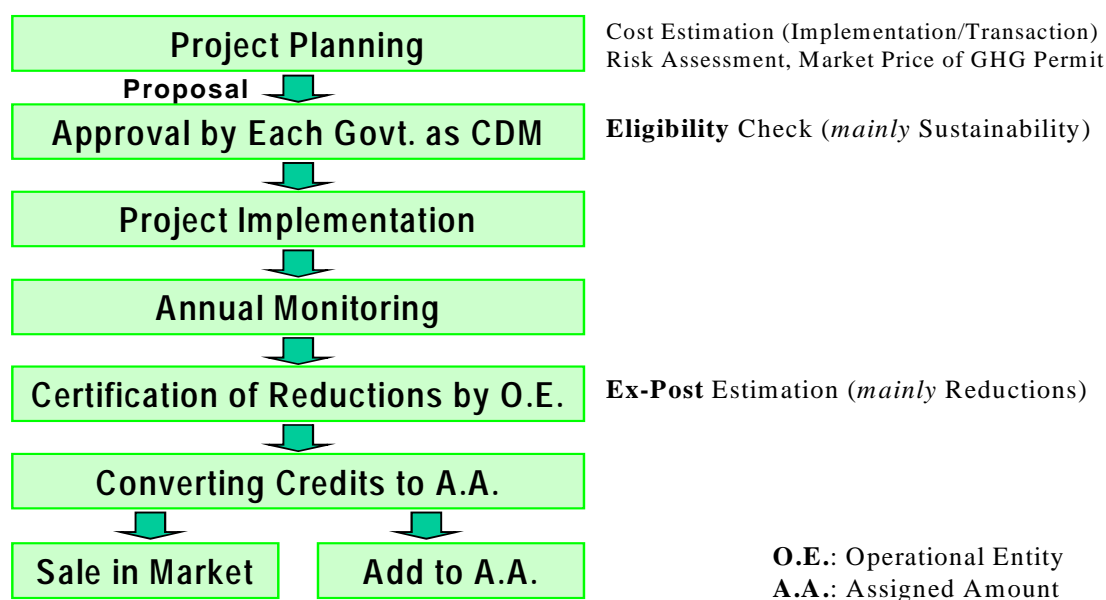 Project Planning
Cost Estimation (Implementation/Transaction)
Risk Assessment, Market Price of GHG Permit
Proposal
Approval by Each Govt. as CDM
Eligibility Check (mainly Sustainability)
Project Implementation
Annual Monitoring
Certification of Reductions by O.E.
Ex-Post Estimation (mainly Reductions)
Converting Credits to A.A.
Sale in Market
Add to A.A.
O.E.: Operational Entity
A.A.: Assigned Amount